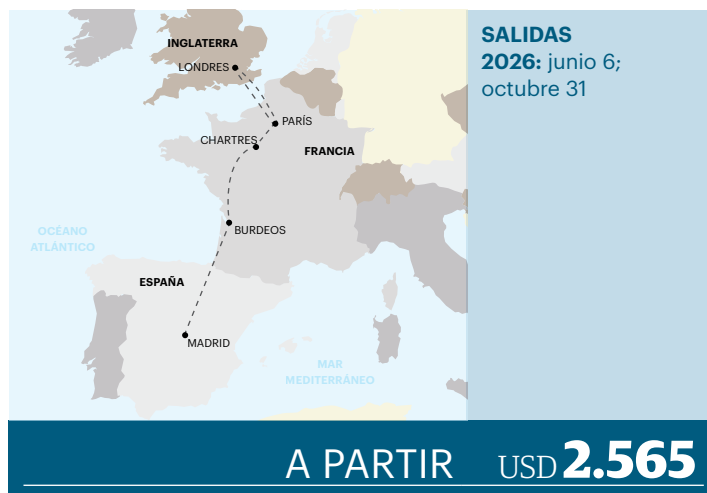 INGLATERRA
LONDRES
PARÍS
CHARTRES
FRANCIA
BURDEOS
OCÉANO
ATLÁNTICO
ESPAÑA
MADRID
MAR
MEDITERRÁNEO
SALIDAS
2026: junio 6;
octubre 31
A PARTIR USD 2.565